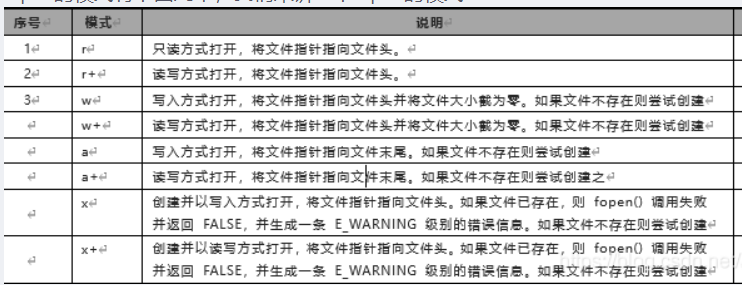 序号 模式 说明
1 r 只读方式打开，将文件指针指向文件头。
2 r+ 读写方式打开，将文件指针指向文件头。
3 w 写入方式打开，将文件指针指向文件头并将文件大小截为零。如果文件不存在则尝试创建
w+ 读写方式打开，将文件指针指向文件头并将文件大小截为零。如果文件不存在则尝试创建
a 写入方式打开，将文件指针指向文件末尾。如果文件不存在则尝试创建
a+ 读写方式打开，将文件指针指向文件末尾。如果文件不存在则尝试创建之
x 创建并以写入方式打开，将文件指针指向文件头。如果文件已存在，则 fopen() 调用失败
并返回 FALSE，并生成一条 E_WARNING 级别的错误信息。如果文件不存在则尝试创建
x+ 创建并以读写方式打开，将文件指针指向文件头。如果文件已存在，则 fopen() 调用失败
并返回 FALSE，并生成一条 E_WARNING 级别的错误信息。如果文件不存在则尝试创建